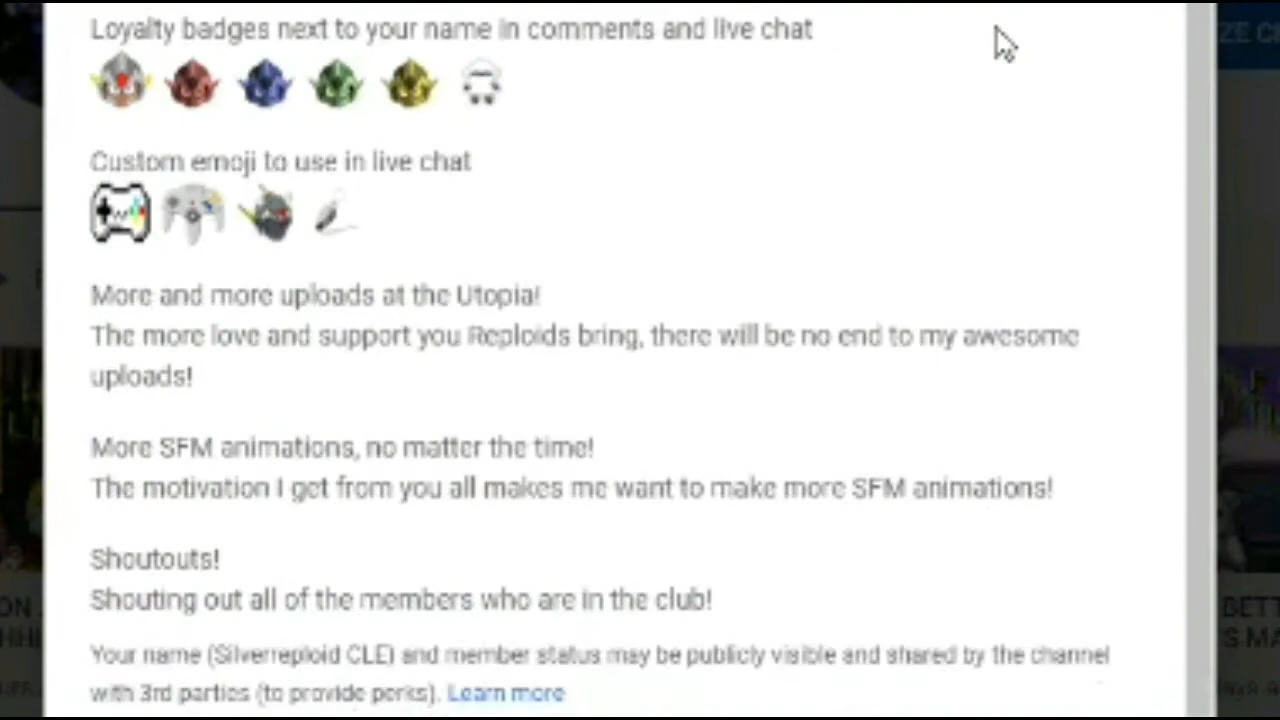 Loyalty badges next to your name in comments and live chat
Custom emoji to use in live chat
More and more uploads at the Utopia!
The more love and support you Reploids bring, there will be no end to my awesome
uploads!
More SFM animations, no matter the time!
The motivation I get from you all makes me want to make more SFM animations!
Shoutouts!
Shouting out all of the members who are in the club!
Your name (Silverreploid CLE) and member status may be publicly visible and shared by the channel
with 3rd parties (to provide perks). Learn more
ZE
ON
BETT
S MA